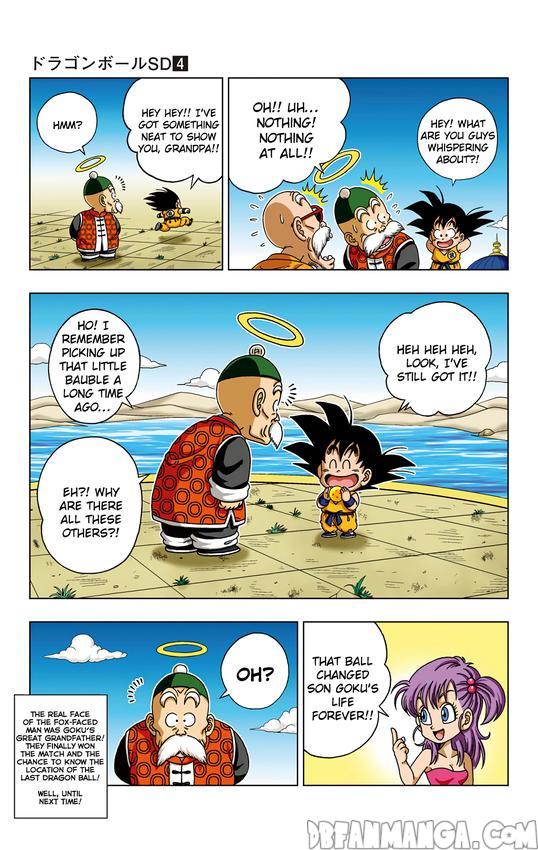 ドラゴンボールSD4
OH!! UH...
NOTHING!
NOTHING
AT ALL!!
HEY! WHAT
ARE YOU GUYS
WHISPERING
ABOUT?!
HMM?
HEY HEY!! I'VE
GOT SOMETHING
NEAT TO SHOW
YOU, GRANDPA!!
HO! I
REMEMBER
PICKING UP
THAT LITTLE
BAUBLE A
LONG TIME
AGO...
HEH HEH HEH,
LOOK, I'VE
STILL GOT IT!!
EH?! WHY
ARE THERE
ALL THESE
OTHERS?!
OH?
THAT BALL
CHANGED
SON GOKU'S
LIFE
FOREVER!!
THE REAL FACE
OF THE FOX-FACED
MAN WAS GOKU'S
GREAT GRANDFATHER!
THEY FINALLY WON
THE MATCH AND THE
CHANCE TO KNOW THE
LOCATION OF THE
LAST DRAGON BALL!
WELL, UNTIL
NEXT TIME!
DBFANMANGA.COM